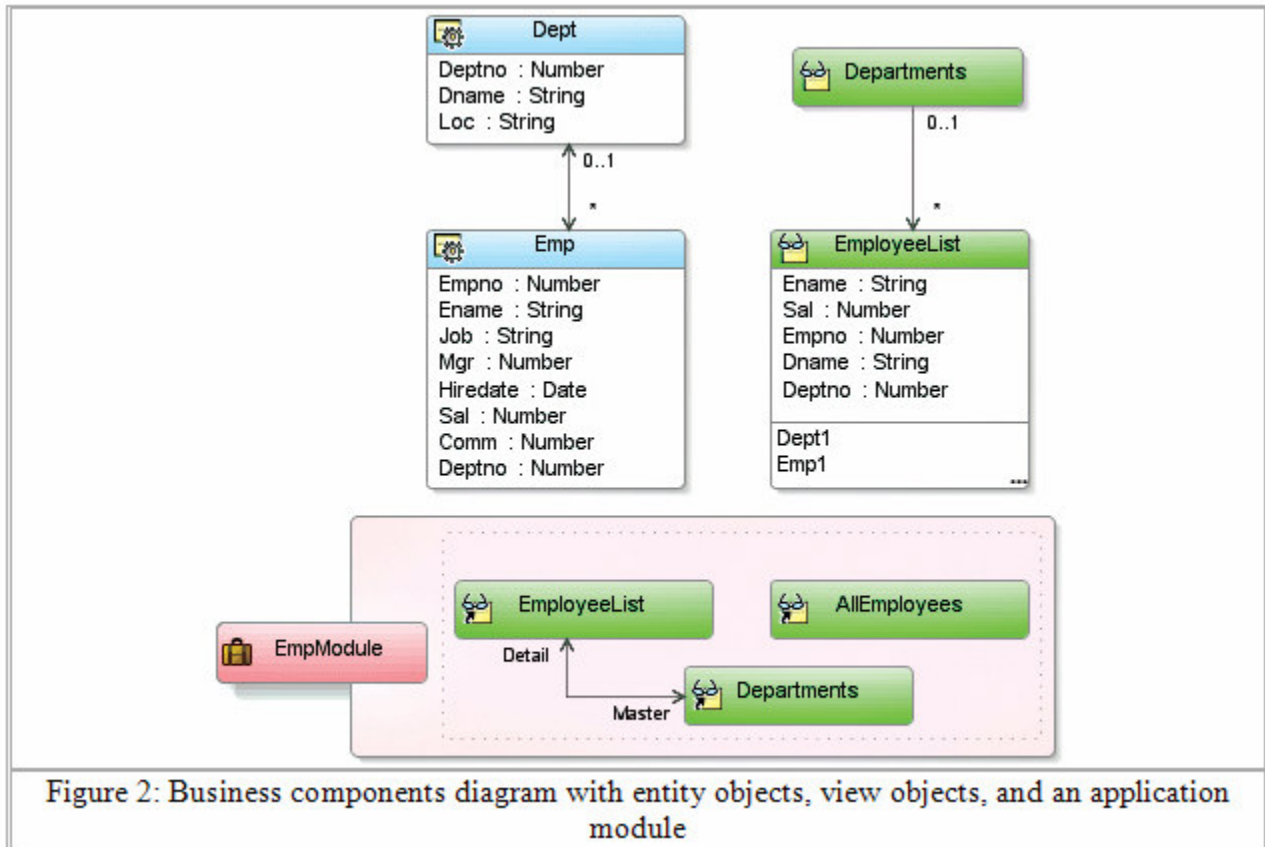 Dept
Deptno : Number
Dname : String
Loc : String
Departments
0..1
*
0..1
*
Emp
Empno : Number
Ename : String
Job : String
Mgr : Number
Hiredate : Date
Sal : Number
Comm : Number
Deptno : Number
EmployeeList
Ename : String
Sal : Number
Empno : Number
Dname : String
Deptno : Number
Dept1
Emp1
...
EmpModule
EmployeeList
AllEmployees
Detail
Master
Departments
Figure 2: Business components diagram with entity objects, view objects, and an application
module